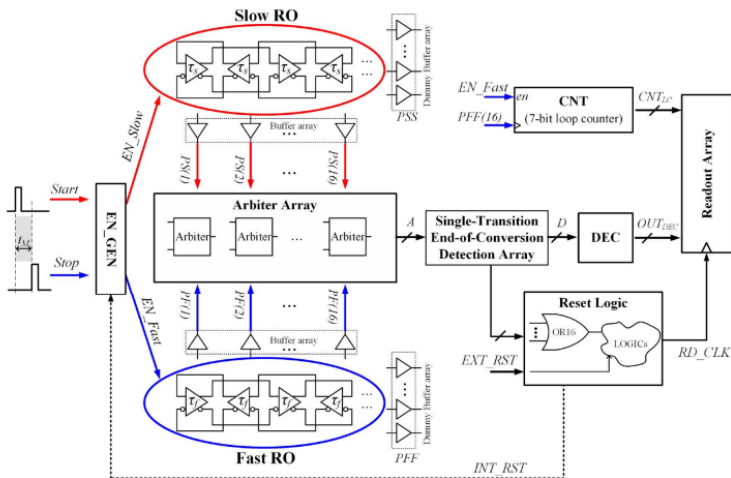 Slow RO
τs τs τs τs
... ...
Dummy Buffer array
PSS
EN_Slow
Buffer array
...
PS(1) PS(2) ... PS(16)
Start
Stop
EN_GEN
EN_Fast
Arbiter Array
Arbiter Arbiter ... Arbiter
A
Single-Transition
End-of-Conversion
Detection Array
D
DEC
OUT_DEC
EN_Fast
en
PFF(16)
CNT
(7-bit loop counter)
CNT_LC
Readout Array
Reset Logic
OR16
LOGICs
EXT_RST
RD_CLK
PF(1) PF(2) ... PF(16)
...
Buffer array
τf τf τf τf
... ...
Dummy Buffer array
PFF
Fast RO
INT_RST